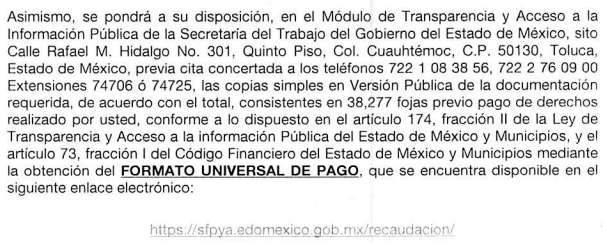 Asimismo, se pondrá a su disposición, en el Módulo de Transparencia y Acceso a la
Información Pública de la Secretaría del Trabajo del Gobierno del Estado de México, sito
Calle Rafael M. Hidalgo No. 301, Quinto Piso, Col. Cuauhtémoc, C.P. 50130, Toluca,
Estado de México, previa cita concertada a los teléfonos 722 1 08 38 56, 722 2 76 09 00
Extensiones 74706 ó 74725, las copias simples en Versión Pública de la documentación
requerida, de acuerdo con el total, consistentes en 38,277 fojas previo pago de derechos
realizado por usted, conforme a lo dispuesto en el artículo 174, fracción II de la Ley de
Transparencia y Acceso a la información Pública del Estado de México y Municipios, y el
artículo 73, fracción I del Código Financiero del Estado de México y Municipios mediante
la obtención del FORMATO UNIVERSAL DE PAGO, que se encuentra disponible en el
siguiente enlace electrónico:
https://sfpya.edomexico.gob.mx/recaudacion/